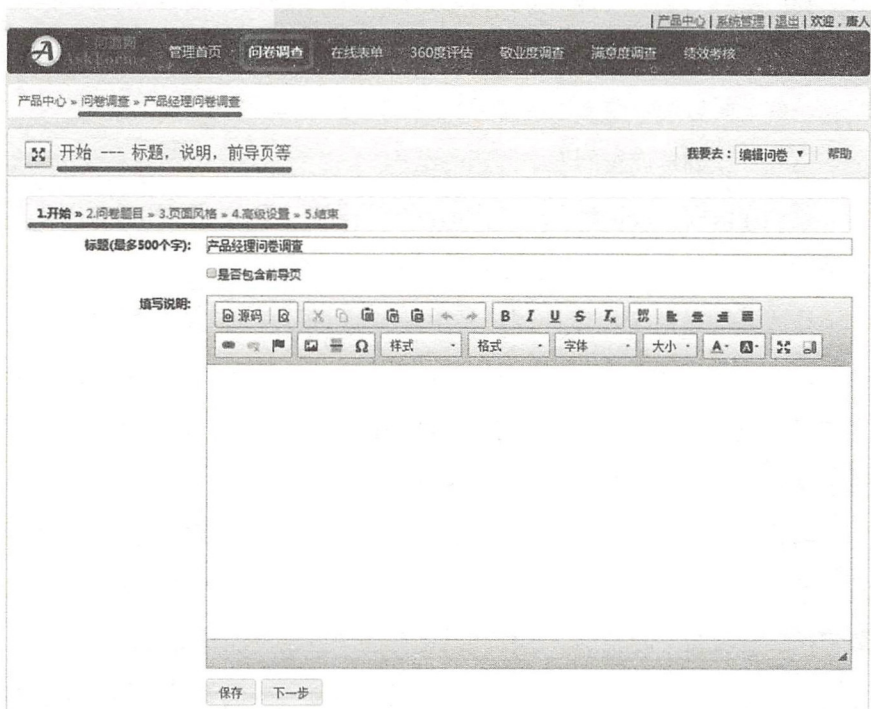 | 产品中心 | 系统管理 | 退出 | 欢迎，唐人
A 问道网 管理首页 问卷调查 在线表单 360度评估 敬业度调查 满意度调查 绩效考核
AskForm
产品中心 » 问卷调查 » 产品经理问卷调查
开始 --- 标题，说明，前导页等 我要去： 编辑问卷 ▼ 帮助
1.开始 » 2.问卷题目 » 3.页面风格 » 4.高级设置 » 5.结束
标题(最多500个字): 产品经理问卷调查
是否包含前导页
填写说明:
源码 B I U S Ix
Ω 样式 格式 字体 大小 A A
保存 下一步